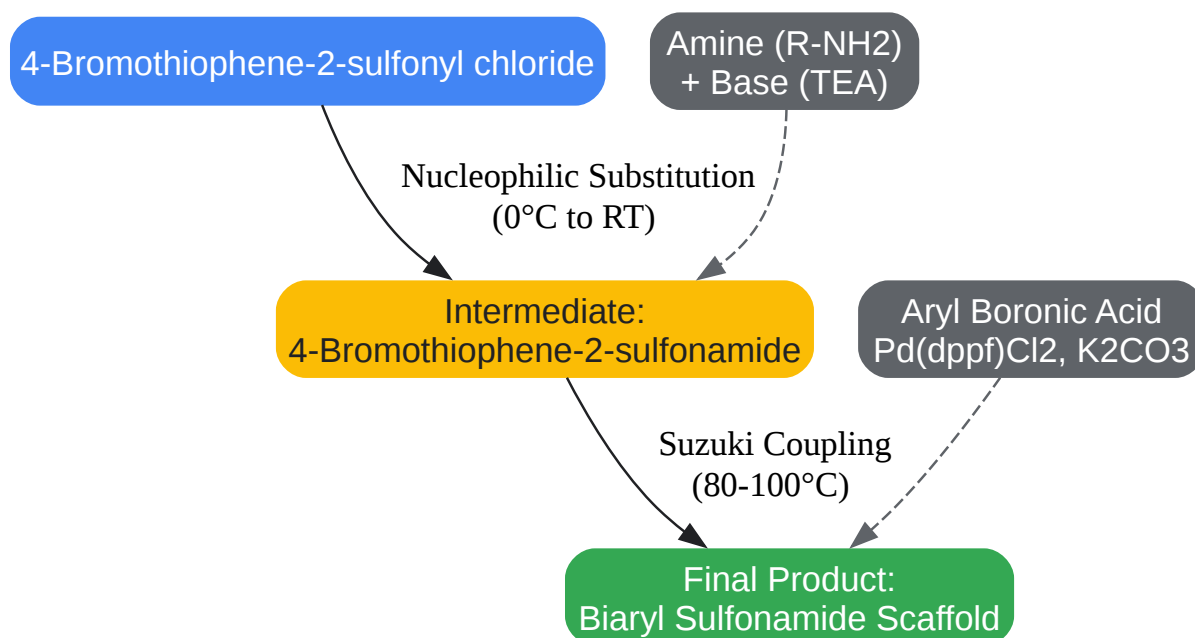 4-Bromothiophene-2-sulfonyl chloride
Amine (R-NH2)
+ Base (TEA)
Nucleophilic Substitution
(0°C to RT)
Intermediate:
4-Bromothiophene-2-sulfonamide
Aryl Boronic Acid
Pd(dppf)Cl2, K2CO3
Suzuki Coupling
(80-100°C)
Final Product:
Biaryl Sulfonamide Scaffold